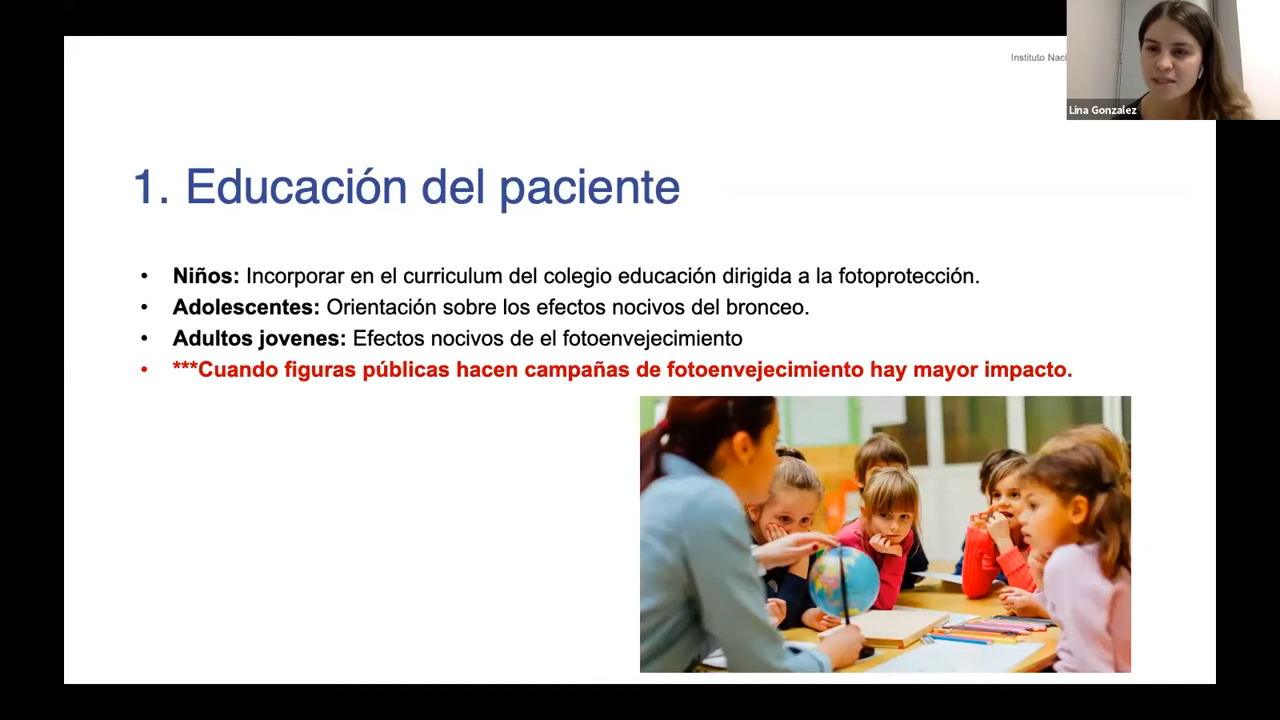 Instituto Naci
Lina Gonzalez
1. Educación del paciente
• Niños: Incorporar en el curriculum del colegio educación dirigida a la fotoprotección.
• Adolescentes: Orientación sobre los efectos nocivos del bronceo.
• Adultos jovenes: Efectos nocivos de el fotoenvejecimiento
• ***Cuando figuras públicas hacen campañas de fotoenvejecimiento hay mayor impacto.